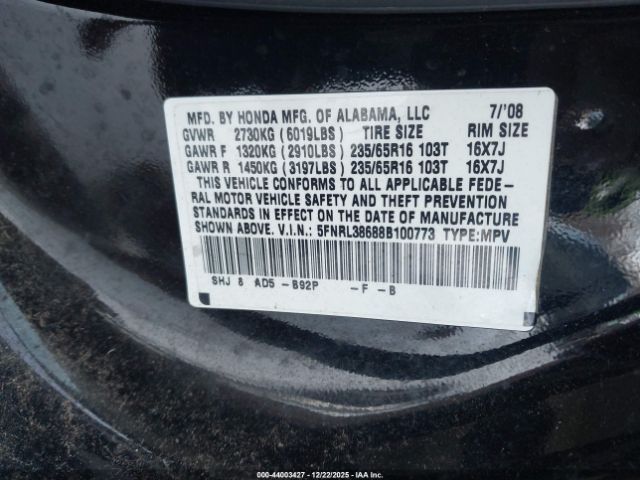 MFD. BY HONDA MFG. OF ALABAMA, LLC 7/'08
GVWR 2730KG (6019LBS) TIRE SIZE RIM SIZE
GAWR F 1320KG (2910LBS) 235/65R16 103T 16X7J
GAWR R 1450KG (3197LBS) 235/65R16 103T 16X7J
THIS VEHICLE CONFORMS TO ALL APPLICABLE FEDE-
RAL MOTOR VEHICLE SAFETY AND THEFT PREVENTION
STANDARDS IN EFFECT ON THE DATE OF MANUFACTURE
SHOWN ABOVE. V.I.N.: 5FNRL38688B100773 TYPE:MPV
SHJ 8 AD5 -B92P -F -B
000-44003427 - 12/22/2025 - IAA Inc.